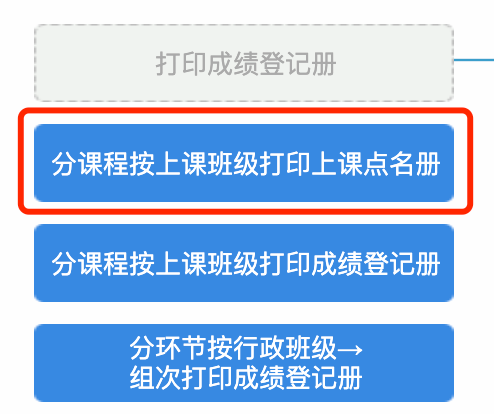 打印成绩登记册
分课程按上课班级打印上课点名册
分课程按上课班级打印成绩登记册
分环节按行政班级→
组次打印成绩登记册